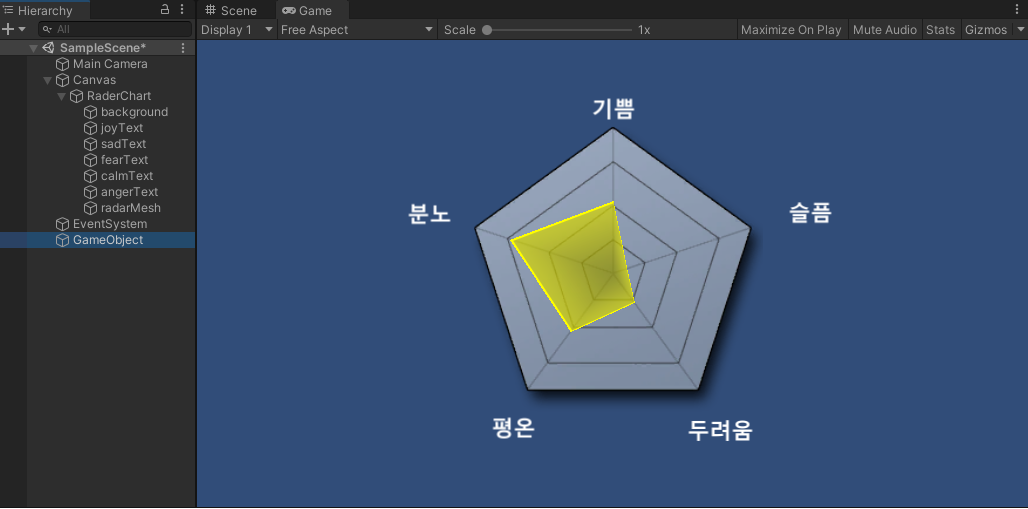 Hierarchy
All
SampleScene*
Main Camera
Canvas
RaderChart
background
joyText
sadText
fearText
calmText
angerText
radarMesh
EventSystem
GameObject
Scene
Game
Display 1
Free Aspect
Scale
1x
Maximize On Play
Mute Audio
Stats
Gizmos
기쁨
분노
슬픔
평온
두려움